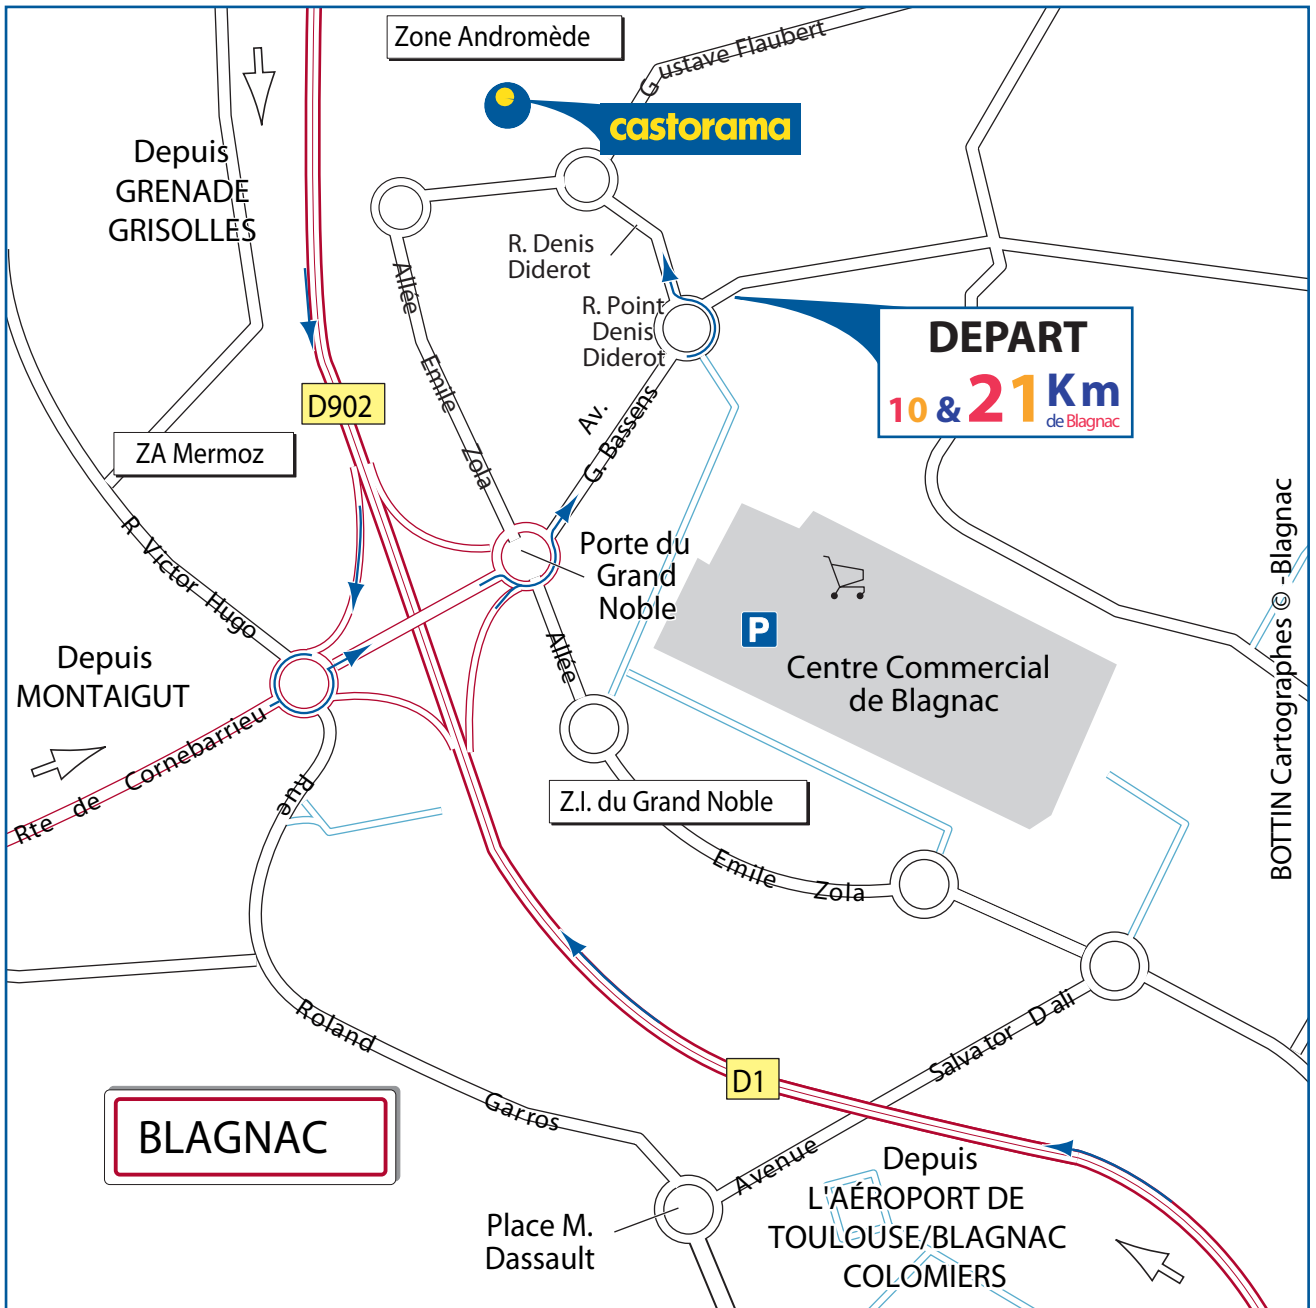 Zone Andromède
Gustave Flaubert
castorama
Depuis
GRENADE
GRISOLLES
R. Denis
Diderot
Allée
Emile
Zola
R. Point
Denis
Diderot
DEPART
10 & 21 Km
de Blagnac
D902
Av.
G. Bassens
ZA Mermoz
R Victor Hugo
Porte du
Grand
Noble
P
Centre Commercial
de Blagnac
Depuis
MONTAIGUT
Rte de Cornebarrieu
Allée
Rue
Z.I. du Grand Noble
Emile Zola
BOTTIN Cartographes © -Blagnac
Roland
Garros
D1
Avenue
Salvator Dali
BLAGNAC
Place M.
Dassault
Depuis
L'AÉROPORT DE
TOULOUSE/BLAGNAC
COLOMIERS